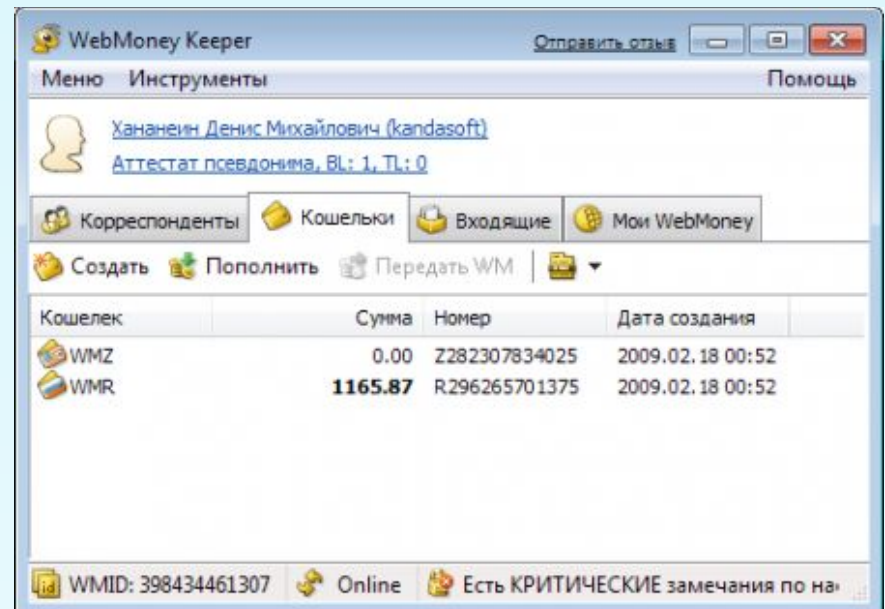 WebMoney Keeper Отправить отзыв
Меню Инструменты Помощь
Хананеин Денис Михайлович (kandasoft)
Аттестат псевдонима, BL: 1, TL: 0
Корреспонденты Кошельки Входящие Мои WebMoney
Создать Пополнить Передать WM
Кошелек Сумма Номер Дата создания
WMZ 0.00 Z282307834025 2009.02.18 00:52
WMR 1165.87 R296265701375 2009.02.18 00:52
WMID: 398434461307 Online Есть КРИТИЧЕСКИЕ замечания по на